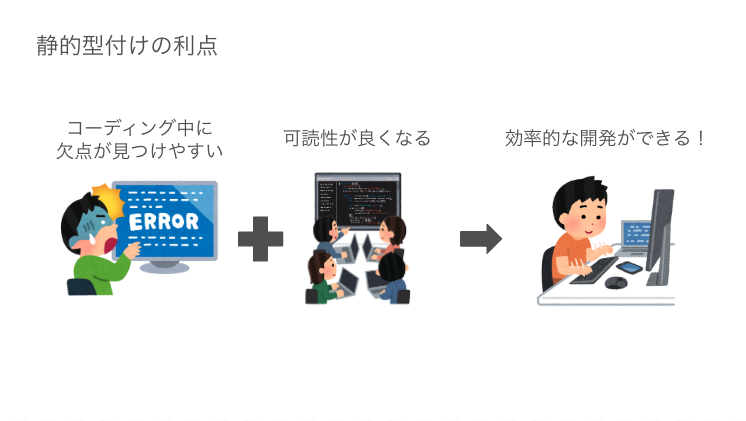 静的型付けの利点
コーディング中に
欠点が見つけやすい
可読性が良くなる
効率的な開発ができる！
ERROR